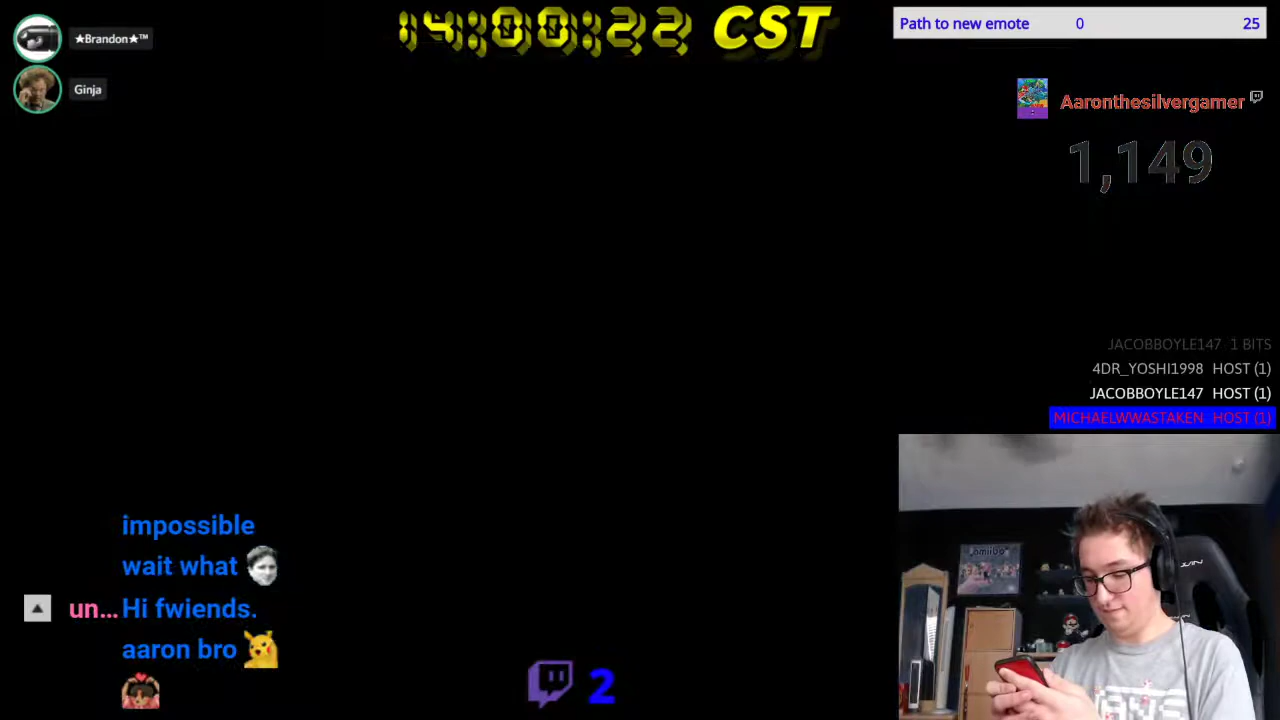 ★Brandon★™
Ginja
14:00:22 CST
Path to new emote 0 25
Aaronthesilvergamer
1,149
JACOBBOYLE147 1 BITS
4DR_YOSHI1998 HOST (1)
JACOBBOYLE147 HOST (1)
MICHAELWWASTAKEN HOST (1)
impossible
wait what
un... Hi fwiends.
aaron bro
2
amiibo